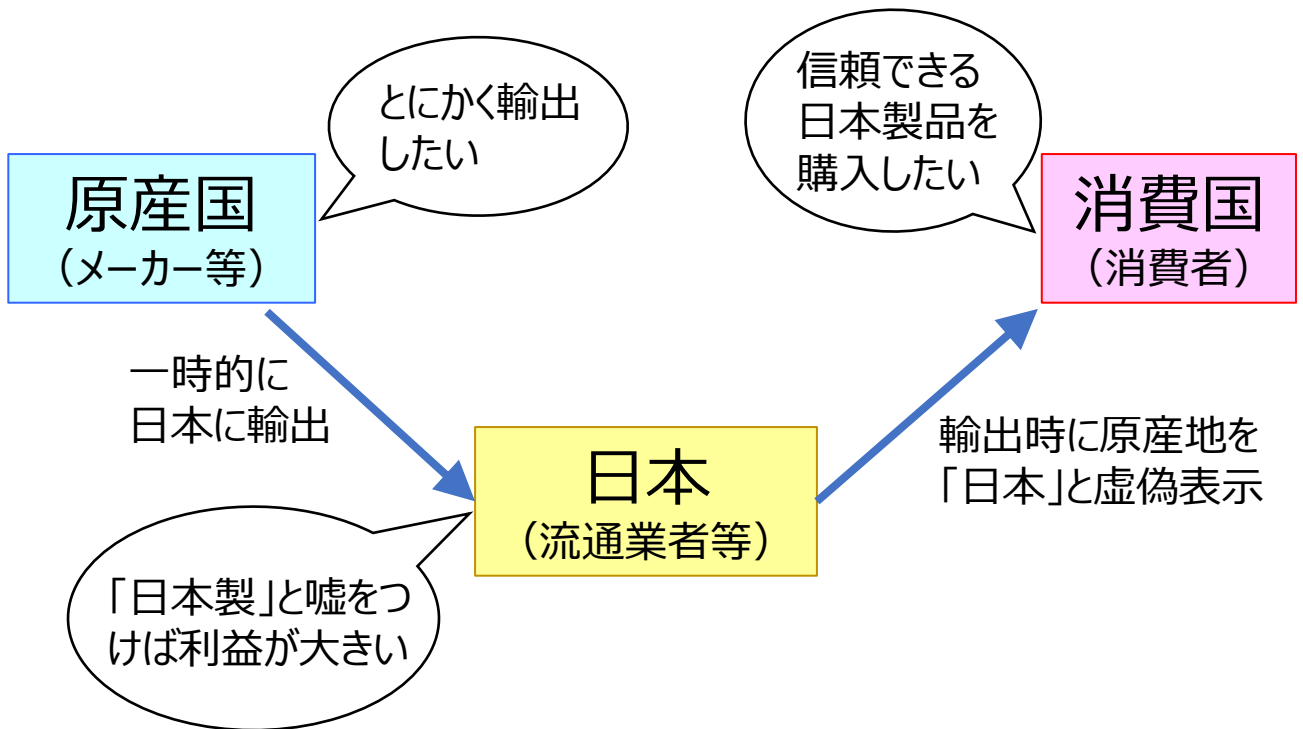 とにかく輸出
したい
信頼できる
日本製品を
購入したい
原産国
（メーカー等）
消費国
（消費者）
一時的に
日本に輸出
輸出時に原産地を
「日本」と虚偽表示
日本
（流通業者等）
「日本製」と嘘をつ
けば利益が大きい